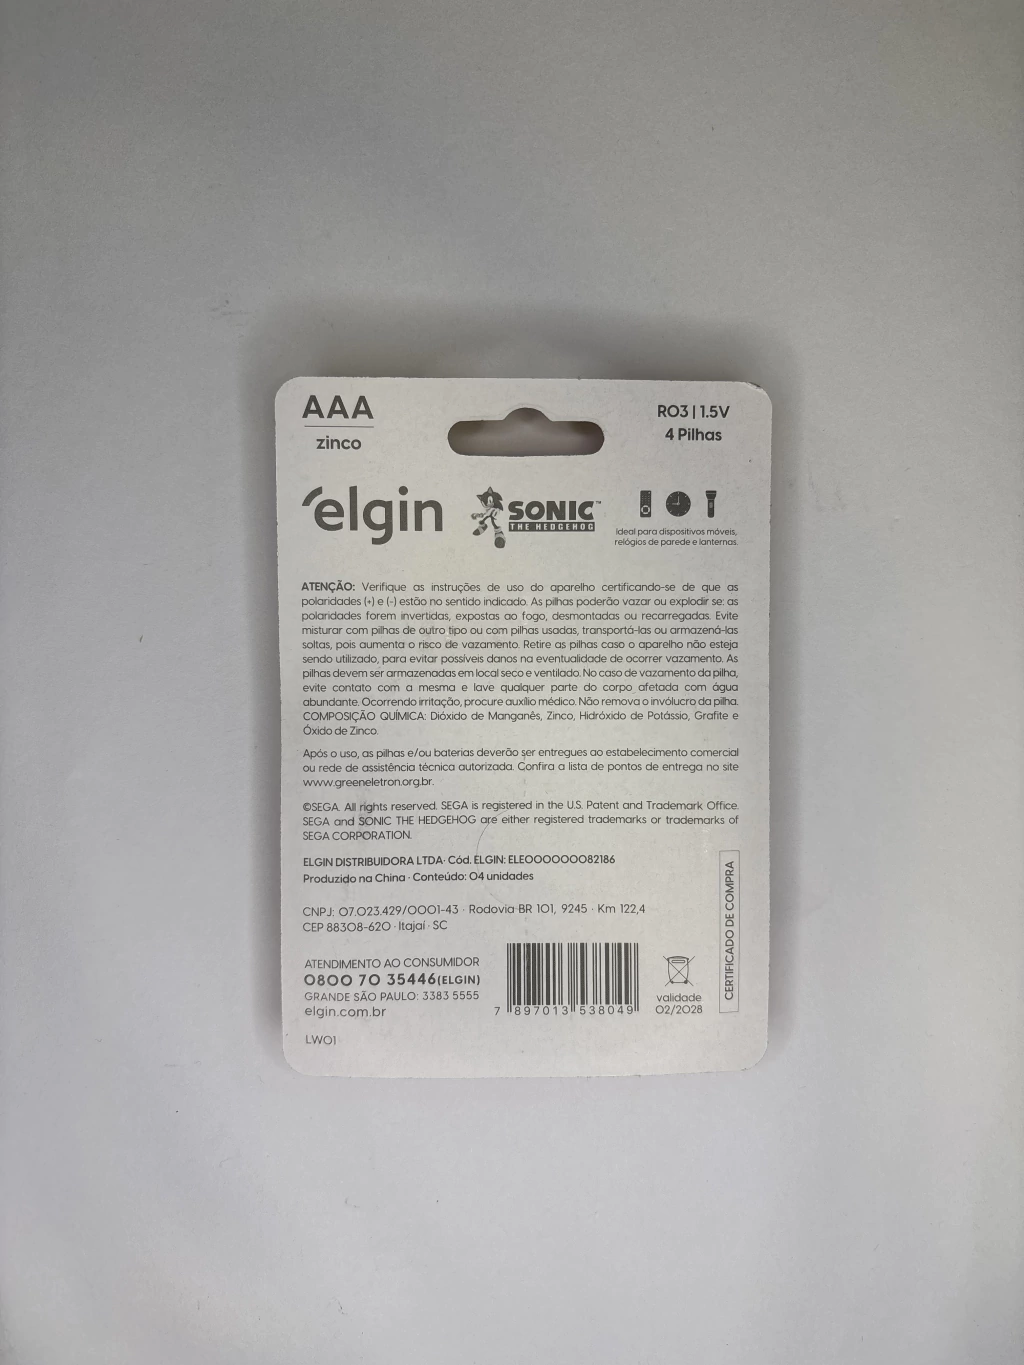 AAA
zinco
RO3 | 1.5V
4 Pilhas
elgin
SONIC™
THE HEDGEHOG
Ideal para dispositivos móveis,
relógios de parede e lanternas.
ATENÇÃO: Verifique as instruções de uso do aparelho certificando-se de que as
polaridades (+) e (-) estão no sentido indicado. As pilhas poderão vazar ou explodir se: as
polaridades forem invertidas, expostas ao fogo, desmontadas ou recarregadas. Evite
misturar com pilhas de outro tipo ou com pilhas usadas, transportá-las ou armazená-las
soltas, pois aumenta o risco de vazamento. Retire as pilhas caso o aparelho não esteja
sendo utilizado, para evitar possíveis danos na eventualidade de ocorrer vazamento. As
pilhas devem ser armazenadas em local seco e ventilado. No caso de vazamento da pilha,
evite contato com a mesma e lave qualquer parte do corpo afetada com água
abundante. Ocorrendo irritação, procure auxílio médico. Não remova o invólucro da pilha.
COMPOSIÇÃO QUÍMICA: Dióxido de Manganês, Zinco, Hidróxido de Potássio, Grafite e
Óxido de Zinco.
Após o uso, as pilhas e/ou baterias deverão ser entregues ao estabelecimento comercial
ou rede de assistência técnica autorizada. Confira a lista de pontos de entrega no site
www.greeneletron.org.br.
©SEGA. All rights reserved. SEGA is registered in the U.S. Patent and Trademark Office.
SEGA and SONIC THE HEDGEHOG are either registered trademarks or trademarks of
SEGA CORPORATION.
ELGIN DISTRIBUIDORA LTDA· Cód. ELGIN: ELE000000082186
Produzido na China · Conteúdo: 04 unidades
CNPJ: 07.023.429/0001-43 · Rodovia BR 101, 9245 · Km 122,4
CEP 88308-620 · Itajaí · SC
ATENDIMENTO AO CONSUMIDOR
0800 70 35446(ELGIN)
GRANDE SÃO PAULO: 3383 5555
elgin.com.br
LW01
7 897013 538049
validade
02/2028
CERTIFICADO DE COMPRA